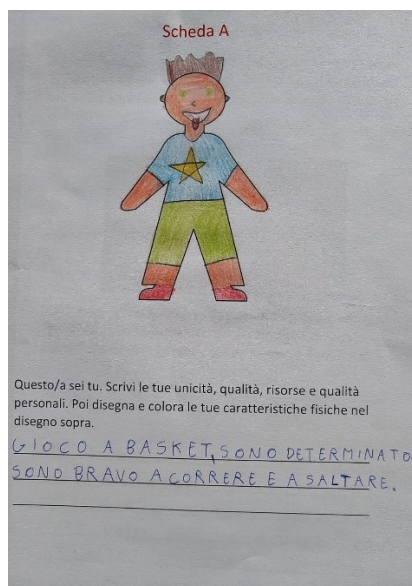 Scheda A
Questo/a sei tu. Scrivi le tue unicità, qualità, risorse e qualità
personali. Poi disegna e colora le tue caratteristiche fisiche nel
disegno sopra.
GIOCO A BASKET, SONO DETERMINATO
SONO BRAVO A CORRERE E A SALTARE.